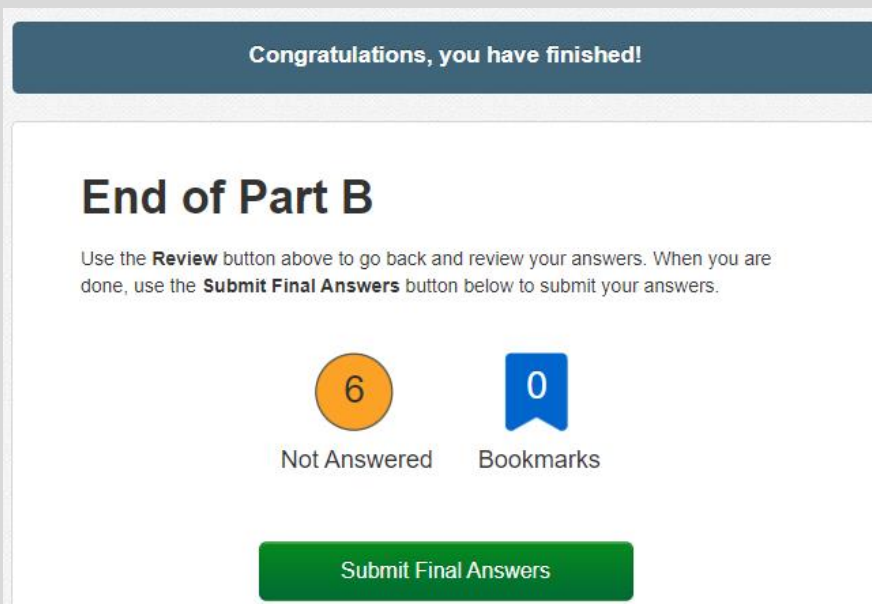 Congratulations, you have finished!
End of Part B
Use the Review button above to go back and review your answers. When you are
done, use the Submit Final Answers button below to submit your answers.
6
0
Not Answered
Bookmarks
Submit Final Answers